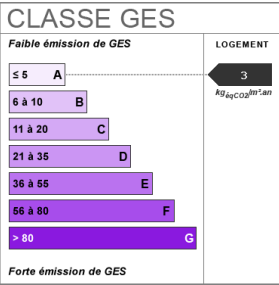 CLASSE GES
Faible émission de GES
LOGEMENT
≤ 5 A
3
kgéqCO2/m².an
6 à 10 B
11 à 20 C
21 à 35 D
36 à 55 E
56 à 80 F
> 80 G
Forte émission de GES